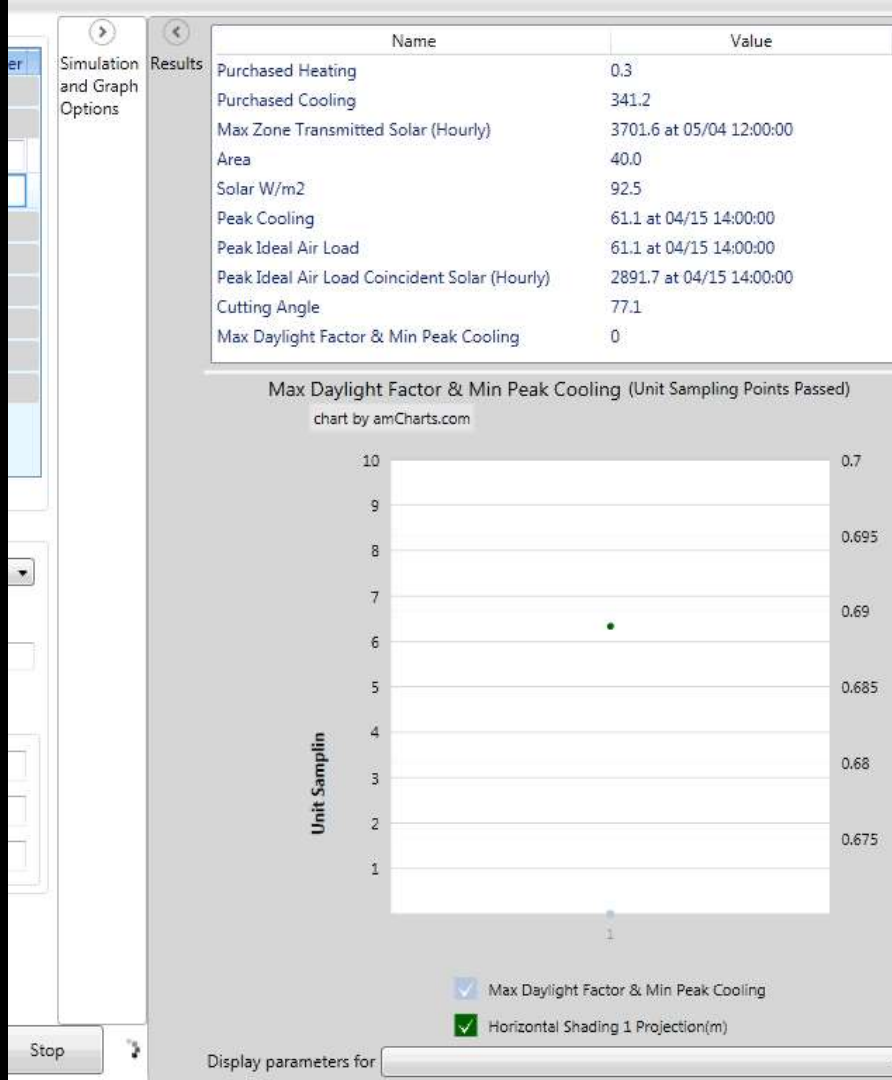 er
Simulation
and Graph
Options
Results
Name Value
Purchased Heating 0.3
Purchased Cooling 341.2
Max Zone Transmitted Solar (Hourly) 3701.6 at 05/04 12:00:00
Area 40.0
Solar W/m2 92.5
Peak Cooling 61.1 at 04/15 14:00:00
Peak Ideal Air Load 61.1 at 04/15 14:00:00
Peak Ideal Air Load Coincident Solar (Hourly) 2891.7 at 04/15 14:00:00
Cutting Angle 77.1
Max Daylight Factor & Min Peak Cooling 0
Max Daylight Factor & Min Peak Cooling (Unit Sampling Points Passed)
chart by amCharts.com
10 0.7
9
0.695
8
7
0.69
6
5 0.685
4
0.68
3
2
0.675
1
Unit Samplin
1
Max Daylight Factor & Min Peak Cooling
Horizontal Shading 1 Projection(m)
Stop
Display parameters for